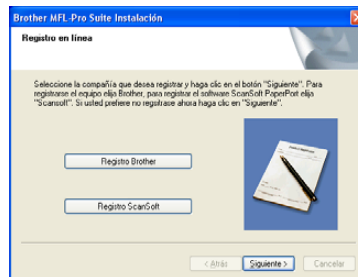 Brother MFL-Pro Suite Instalación
Registro en línea
Seleccione la compañía que desea registrar y haga clic en el botón "Siguiente". Para
registrarse el equipo elija Brother, para registrar el software ScanSoft PaperPort elija
"Scansoft". Si usted prefiere no registrase ahora haga clic en "Siguiente".
Registro Brother
Registro ScanSoft
< Atrás
Siguiente >
Cancelar